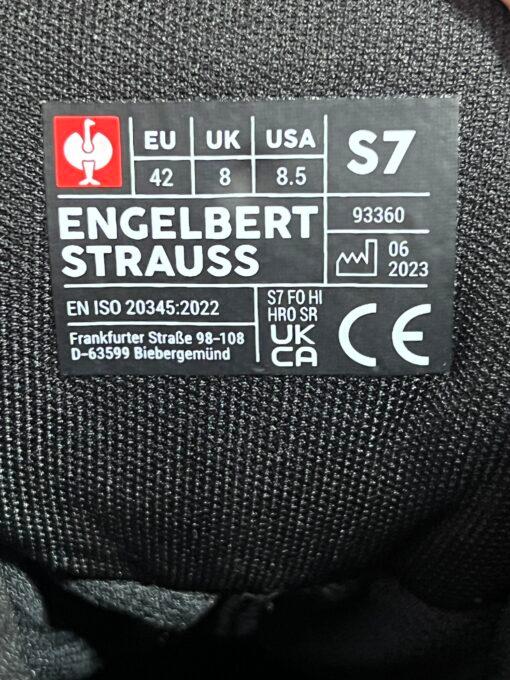 EU UK USA S7
42 8 8.5
ENGELBERT
STRAUSS
93360
06
2023
EN ISO 20345:2022
Frankfurter Straße 98-108
D-63599 Biebergemünd
S7 FO HI
HRO SR
UK
CA
CE